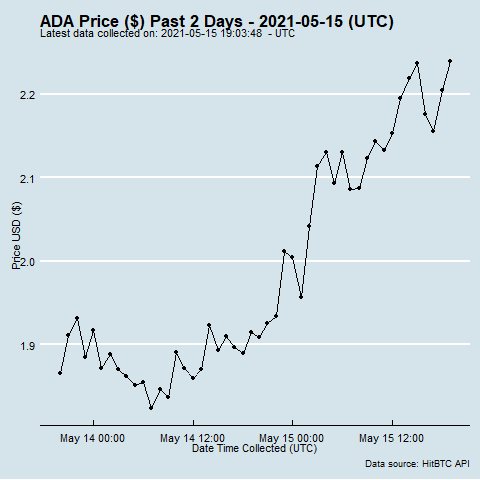 ADA Price ($) Past 2 Days - 2021-05-15 (UTC)
Latest data collected on: 2021-05-15 19:03:48 - UTC
Price USD ($)
2.2
2.1
2.0
1.9
May 14 00:00 May 14 12:00 May 15 00:00 May 15 12:00
Date Time Collected (UTC)
Data source: HitBTC API